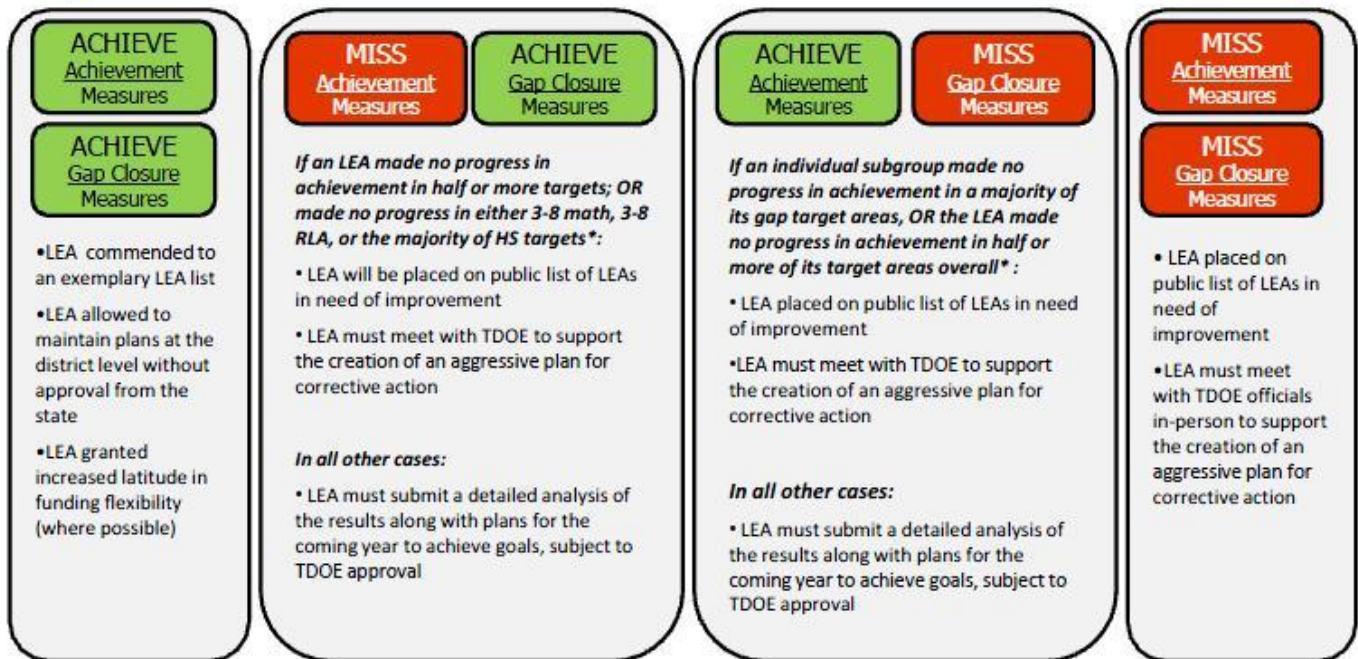 ACHIEVE
Achievement
Measures
ACHIEVE
Gap Closure
Measures
•LEA commended to
an exemplary LEA list
•LEA allowed to
maintain plans at the
district level without
approval from the
state
•LEA granted
increased latitude in
funding flexibility
(where possible)
MISS
Achievement
Measures
ACHIEVE
Gap Closure
Measures
If an LEA made no progress in
achievement in half or more targets; OR
made no progress in either 3-8 math, 3-8
RLA, or the majority of HS targets*:
• LEA will be placed on public list of LEAs
in need of improvement
• LEA must meet with TDOE to support
the creation of an aggressive plan for
corrective action
In all other cases:
• LEA must submit a detailed analysis of
the results along with plans for the
coming year to achieve goals, subject to
TDOE approval
ACHIEVE
Achievement
Measures
MISS
Gap Closure
Measures
If an individual subgroup made no
progress in achievement in a majority of
its gap target areas, OR the LEA made
no progress in achievement in half or
more of its target areas overall* :
• LEA placed on public list of LEAs in need
of improvement
•LEA must meet with TDOE to support
the creation of an aggressive plan for
corrective action
In all other cases:
• LEA must submit a detailed analysis of
the results along with plans for the
coming year to achieve goals, subject to
TDOE approval
MISS
Achievement
Measures
MISS
Gap Closure
Measures
• LEA placed on
public list of LEAs in
need of
improvement
•LEA must meet
with TDOE officials
in-person to support
the creation of an
aggressive plan for
corrective action